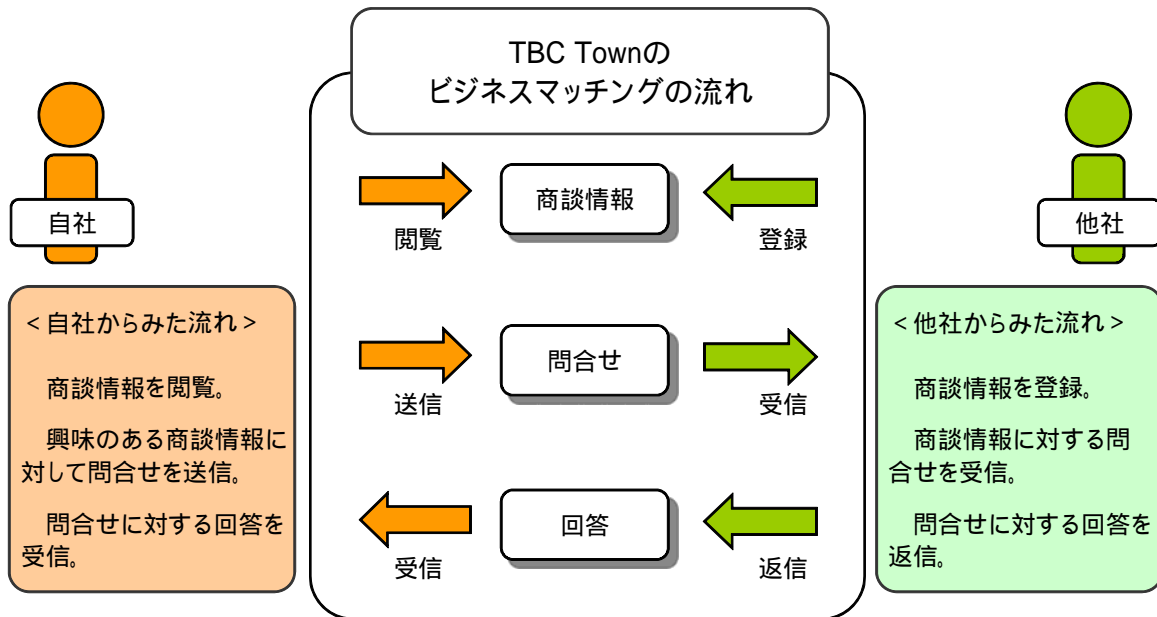 TBC Townの
ビジネスマッチングの流れ
自社
他社
商談情報
閲覧
登録
問合せ
送信
受信
回答
受信
返信
＜自社からみた流れ＞
商談情報を閲覧。
興味のある商談情報に
対して問合せを送信。
問合せに対する回答を
受信。
＜他社からみた流れ＞
商談情報を登録。
商談情報に対する問
合せを受信。
問合せに対する回答を
返信。